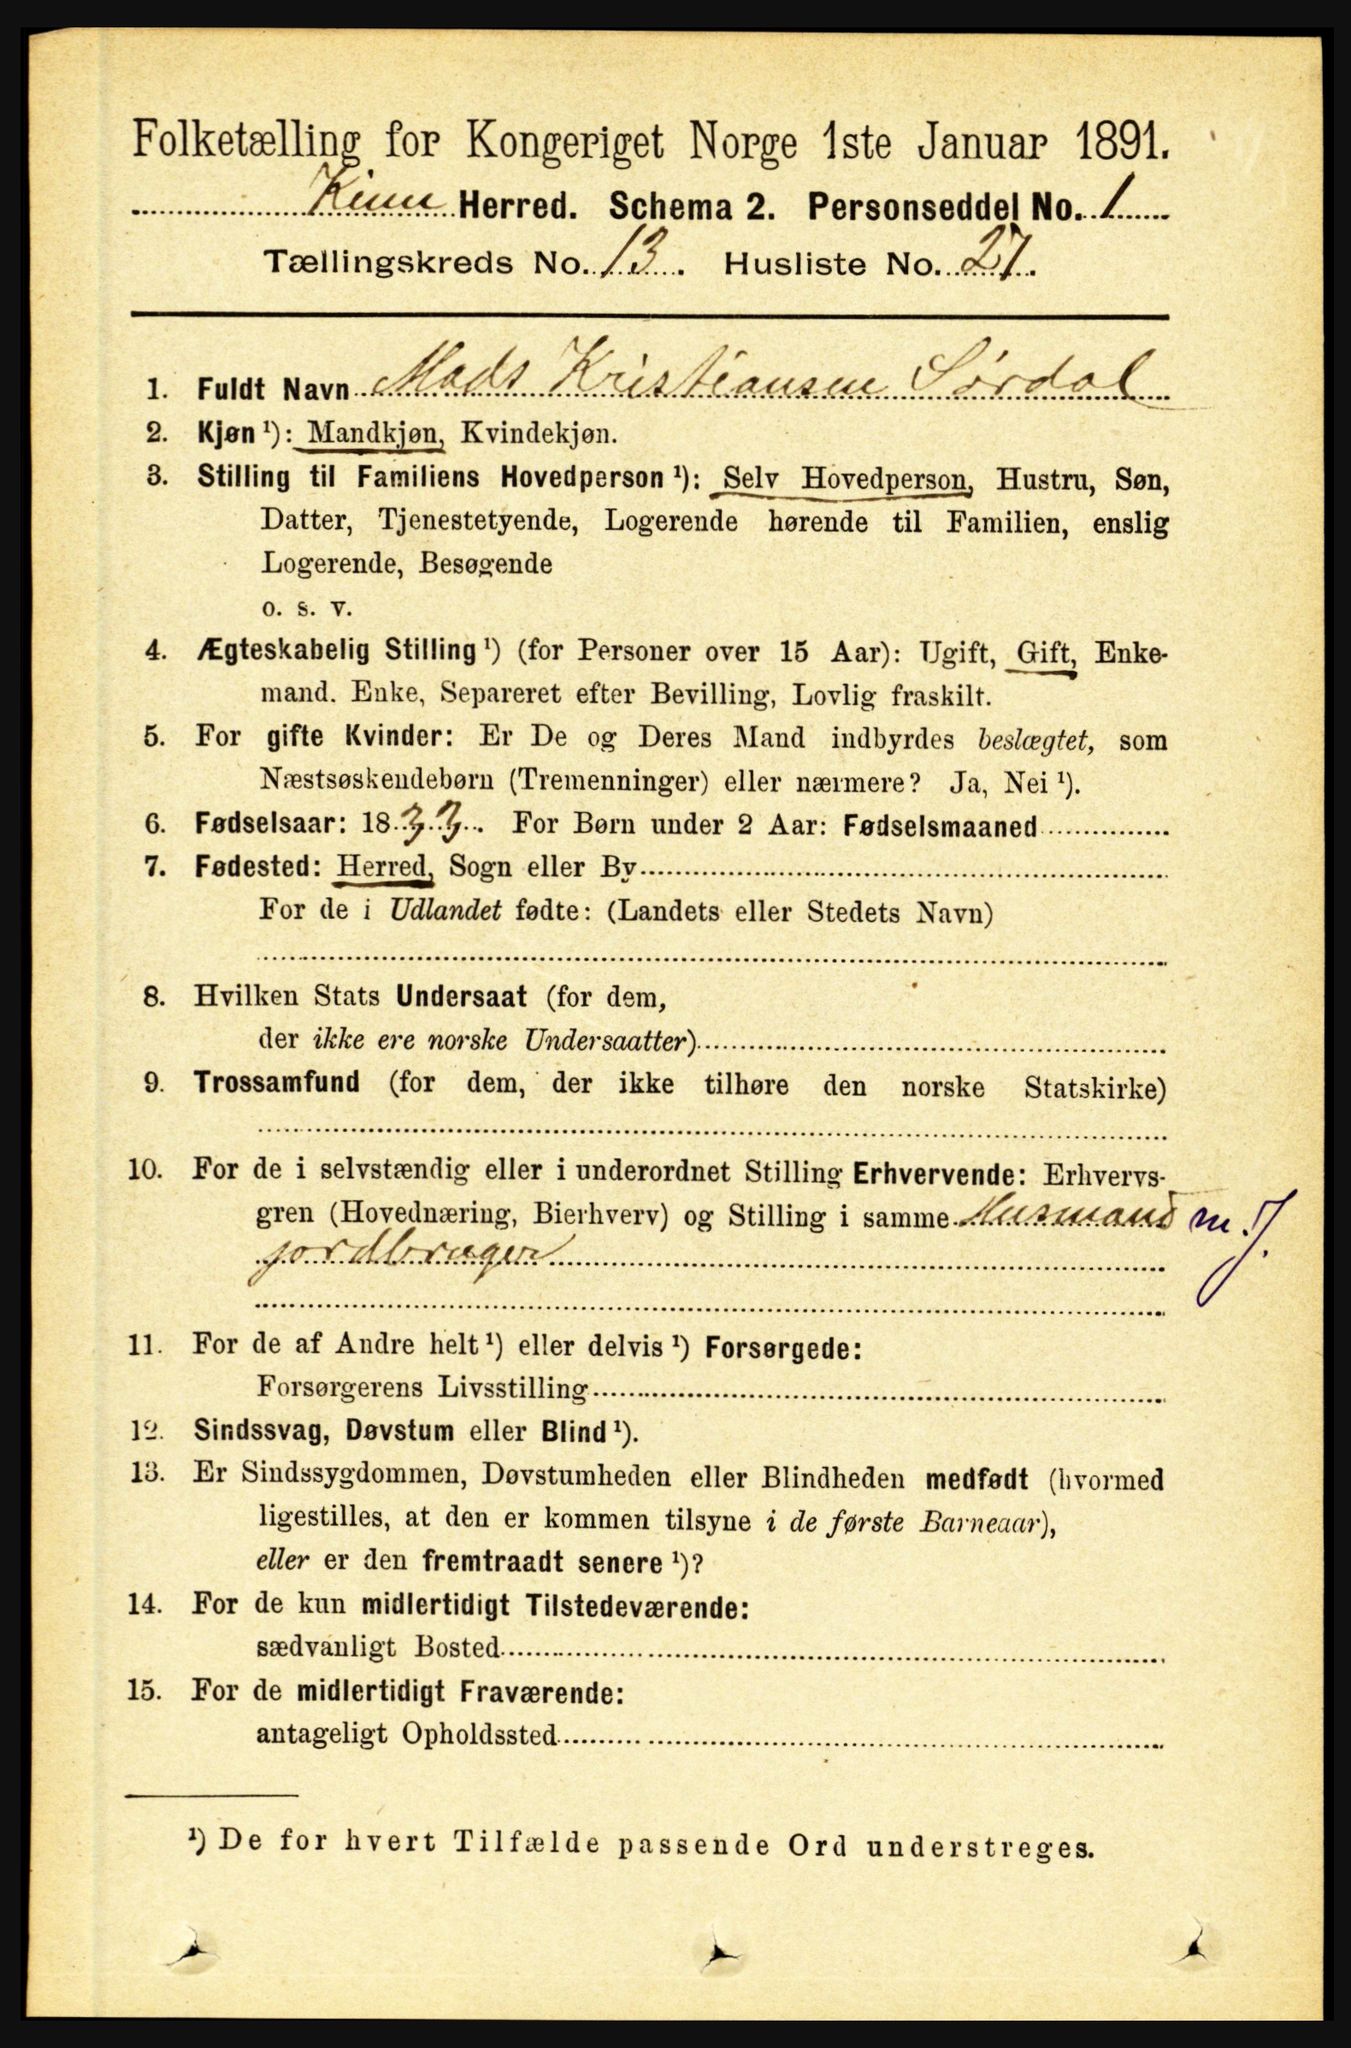 Folketælling for Kongeriget Norge 1ste Januar 1891.
Kinn Herred. Schema 2. Personseddel No. 1
Tællingskreds No. 13. Husliste No. 27.
1. Fuldt Navn Mads Kristiansen Sørdal
2. Kjøn ¹): Mandkjøn, Kvindekjøn.
3. Stilling til Familiens Hovedperson ¹): Selv Hovedperson, Hustru, Søn,
Datter, Tjenestetyende, Logerende hørende til Familien, enslig
Logerende, Besøgende
o. s. v.
4. Ægteskabelig Stilling ¹) (for Personer over 15 Aar): Ugift, Gift, Enke-
mand. Enke, Separeret efter Bevilling, Lovlig fraskilt.
5. For gifte Kvinder: Er De og Deres Mand indbyrdes beslægtet, som
Næstsøskendebørn (Tremenninger) eller nærmere? Ja, Nei ¹).
6. Fødselsaar: 1833. For Børn under 2 Aar: Fødselsmaaned
7. Fødested: Herred, Sogn eller By
For de i Udlandet fødte: (Landets eller Stedets Navn)
8. Hvilken Stats Undersaat (for dem,
der ikke ere norske Undersaatter)
9. Trossamfund (for dem, der ikke tilhøre den norske Statskirke)
10. For de i selvstændig eller i underordnet Stilling Erhvervende: Erhvervs-
gren (Hovednæring, Bierhverv) og Stilling i samme Husmand m. J.
jordbruger
11. For de af Andre helt ¹) eller delvis ¹) Forsørgede:
Forsørgerens Livsstilling
12. Sindssvag, Døvstum eller Blind ¹).
13. Er Sindssygdommen, Døvstumheden eller Blindheden medfødt (hvormed
ligestilles, at den er kommen tilsyne i de første Barneaar),
eller er den fremtraadt senere ¹)?
14. For de kun midlertidigt Tilstedeværende:
sædvanligt Bosted
15. For de midlertidigt Fraværende:
antageligt Opholdssted
¹) De for hvert Tilfælde passende Ord understreges.